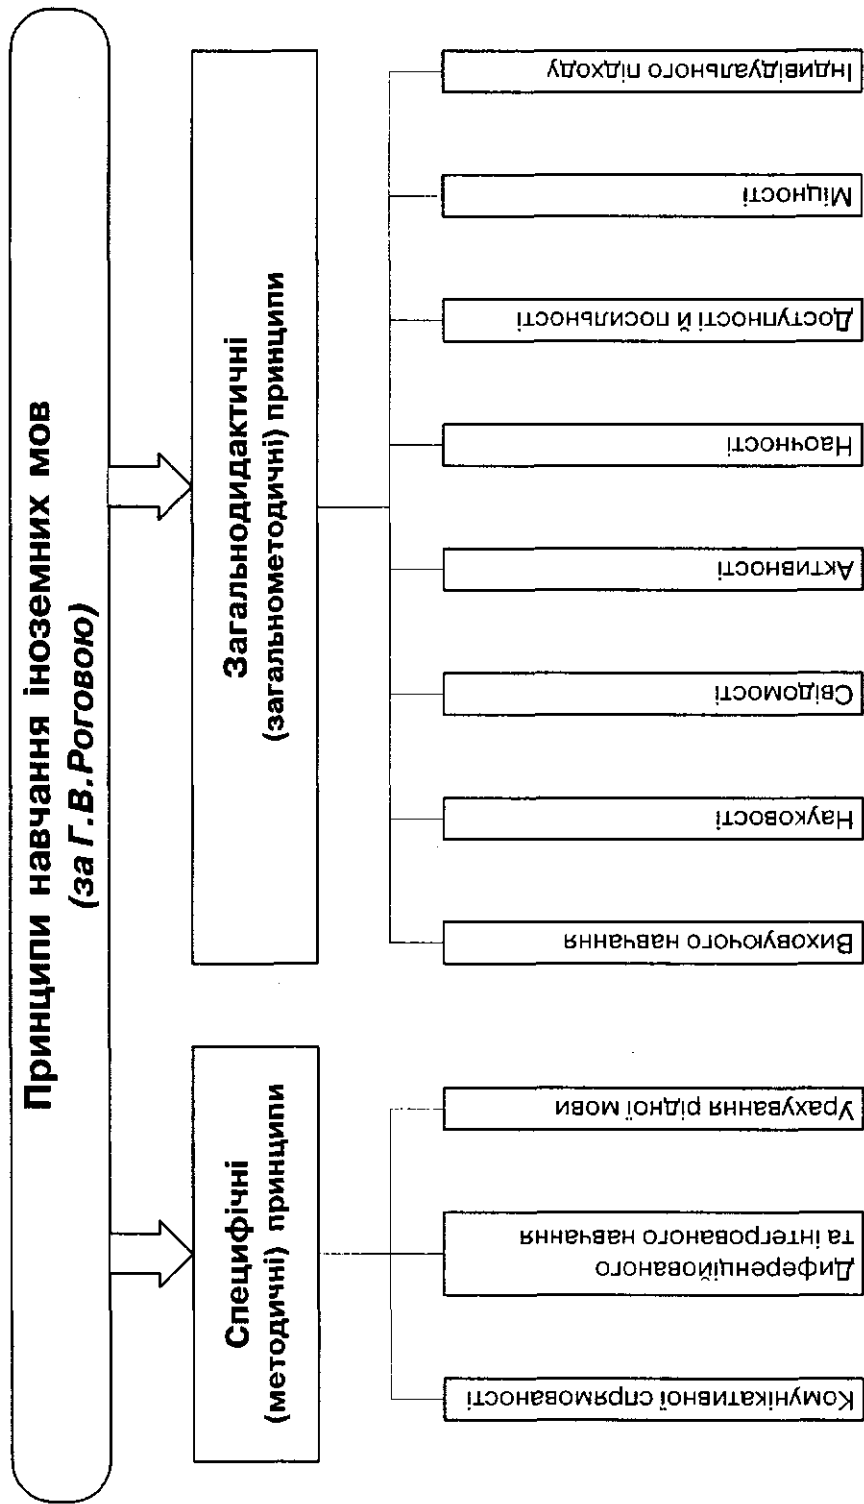 Принципи навчання іноземних мов
(за Г.В.Роговою)
Специфічні
(методичні) принципи
Загальнодидактичні
(загальнометодичні) принципи
Комунікативної спрямованості
Диференційованого
та інтегрованого навчання
Урахування рідної мови
Виховуючого навчання
Науковості
Свідомості
Активності
Наочності
Доступності й посильності
Міцності
Індивідуального підходу